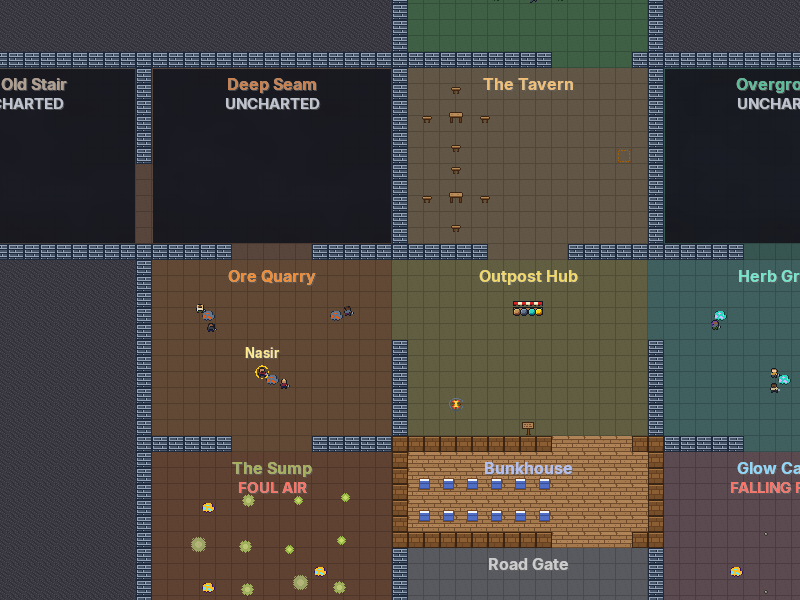 Old Stair
CHARTED
Deep Seam
UNCHARTED
The Tavern
Overgro
UNCHAR
Ore Quarry
Outpost Hub
Herb Gr
Nasir
The Sump
FOUL AIR
Bunkhouse
Glow Ca
FALLING
Road Gate